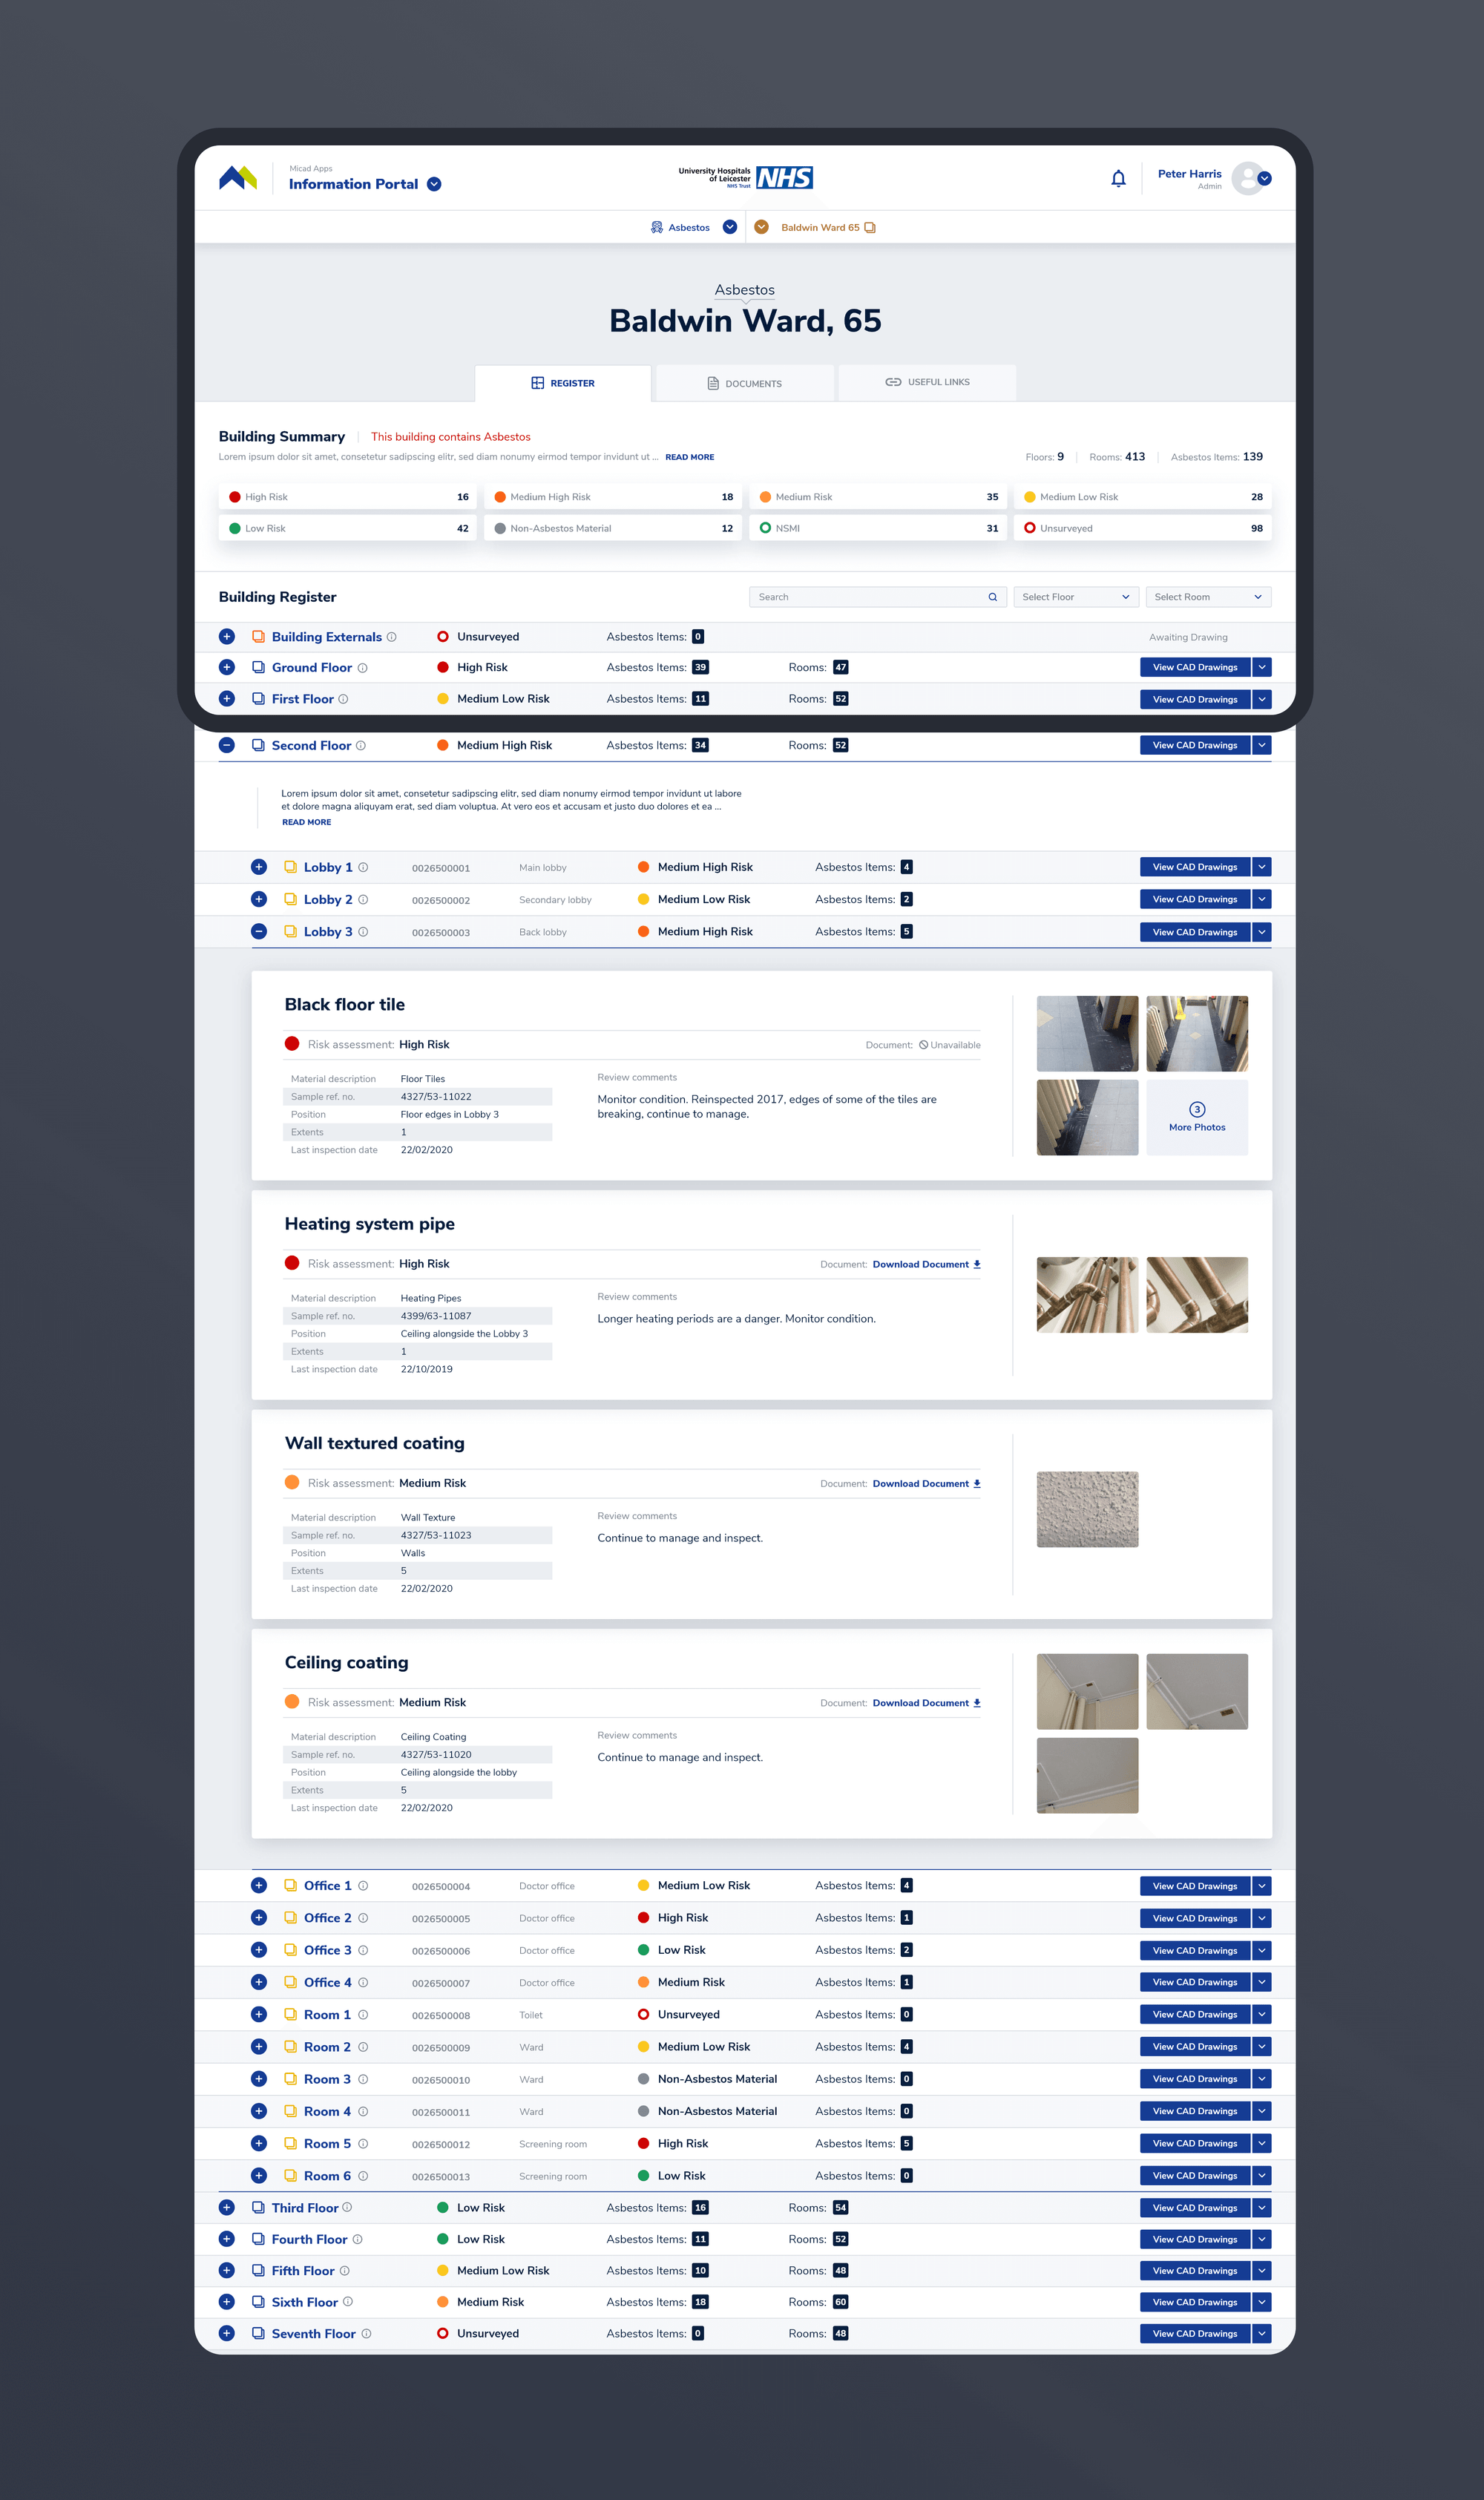 Micad Apps
Information Portal
University Hospitals
of Leicester
NHS Trust
NHS
Peter Harris
Admin
Asbestos
Baldwin Ward 65
Asbestos
Baldwin Ward, 65
REGISTER
DOCUMENTS
USEFUL LINKS
Building Summary
This building contains Asbestos
Lorem ipsum dolor sit amet, consetetur sadipscing elitr, sed diam nonumy eirmod tempor invidunt ut ... READ MORE
Floors: 9
Rooms: 413
Asbestos Items: 139
High Risk 16
Medium High Risk 18
Medium Risk 35
Medium Low Risk 28
Low Risk 42
Non-Asbestos Material 12
NSMI 31
Unsurveyed 98
Building Register
Search
Select Floor
Select Room
Building Externals Unsurveyed Asbestos Items: 0 Awaiting Drawing
Ground Floor High Risk Asbestos Items: 39 Rooms: 47 View CAD Drawings
First Floor Medium Low Risk Asbestos Items: 11 Rooms: 52 View CAD Drawings
Second Floor Medium High Risk Asbestos Items: 34 Rooms: 52 View CAD Drawings
Lorem ipsum dolor sit amet, consetetur sadipscing elitr, sed diam nonumy eirmod tempor invidunt ut labore
et dolore magna aliquyam erat, sed diam voluptua. At vero eos et accusam et justo duo dolores et ea ...
READ MORE
Lobby 1 0026500001 Main lobby Medium High Risk Asbestos Items: 4 View CAD Drawings
Lobby 2 0026500002 Secondary lobby Medium Low Risk Asbestos Items: 2 View CAD Drawings
Lobby 3 0026500003 Back lobby Medium High Risk Asbestos Items: 5 View CAD Drawings
Black floor tile
Risk assessment: High Risk
Document: Unavailable
Material description Floor Tiles
Sample ref. no. 4327/53-11022
Position Floor edges in Lobby 3
Extents 1
Last inspection date 22/02/2020
Review comments
Monitor condition. Reinspected 2017, edges of some of the tiles are
breaking, continue to manage.
3
More Photos
Heating system pipe
Risk assessment: High Risk
Document: Download Document
Material description Heating Pipes
Sample ref. no. 4399/63-11087
Position Ceiling alongside the Lobby 3
Extents 1
Last inspection date 22/10/2019
Review comments
Longer heating periods are a danger. Monitor condition.
Wall textured coating
Risk assessment: Medium Risk
Document: Download Document
Material description Wall Texture
Sample ref. no. 4327/53-11023
Position Walls
Extents 5
Last inspection date 22/02/2020
Review comments
Continue to manage and inspect.
Ceiling coating
Risk assessment: Medium Risk
Document: Download Document
Material description Ceiling Coating
Sample ref. no. 4327/53-11020
Position Ceiling alongside the lobby
Extents 5
Last inspection date 22/02/2020
Review comments
Continue to manage and inspect.
Office 1 0026500004 Doctor office Medium Low Risk Asbestos Items: 4 View CAD Drawings
Office 2 0026500005 Doctor office High Risk Asbestos Items: 1 View CAD Drawings
Office 3 0026500006 Doctor office Low Risk Asbestos Items: 2 View CAD Drawings
Office 4 0026500007 Doctor office Medium Risk Asbestos Items: 1 View CAD Drawings
Room 1 0026500008 Toilet Unsurveyed Asbestos Items: 0 View CAD Drawings
Room 2 0026500009 Ward Medium Low Risk Asbestos Items: 4 View CAD Drawings
Room 3 0026500010 Ward Non-Asbestos Material Asbestos Items: 0 View CAD Drawings
Room 4 0026500011 Ward Non-Asbestos Material Asbestos Items: 0 View CAD Drawings
Room 5 0026500012 Screening room High Risk Asbestos Items: 5 View CAD Drawings
Room 6 0026500013 Screening room Low Risk Asbestos Items: 0 View CAD Drawings
Third Floor Low Risk Asbestos Items: 16 Rooms: 54 View CAD Drawings
Fourth Floor Low Risk Asbestos Items: 11 Rooms: 52 View CAD Drawings
Fifth Floor Medium Low Risk Asbestos Items: 10 Rooms: 48 View CAD Drawings
Sixth Floor Medium Risk Asbestos Items: 18 Rooms: 60 View CAD Drawings
Seventh Floor Unsurveyed Asbestos Items: 0 Rooms: 48 View CAD Drawings